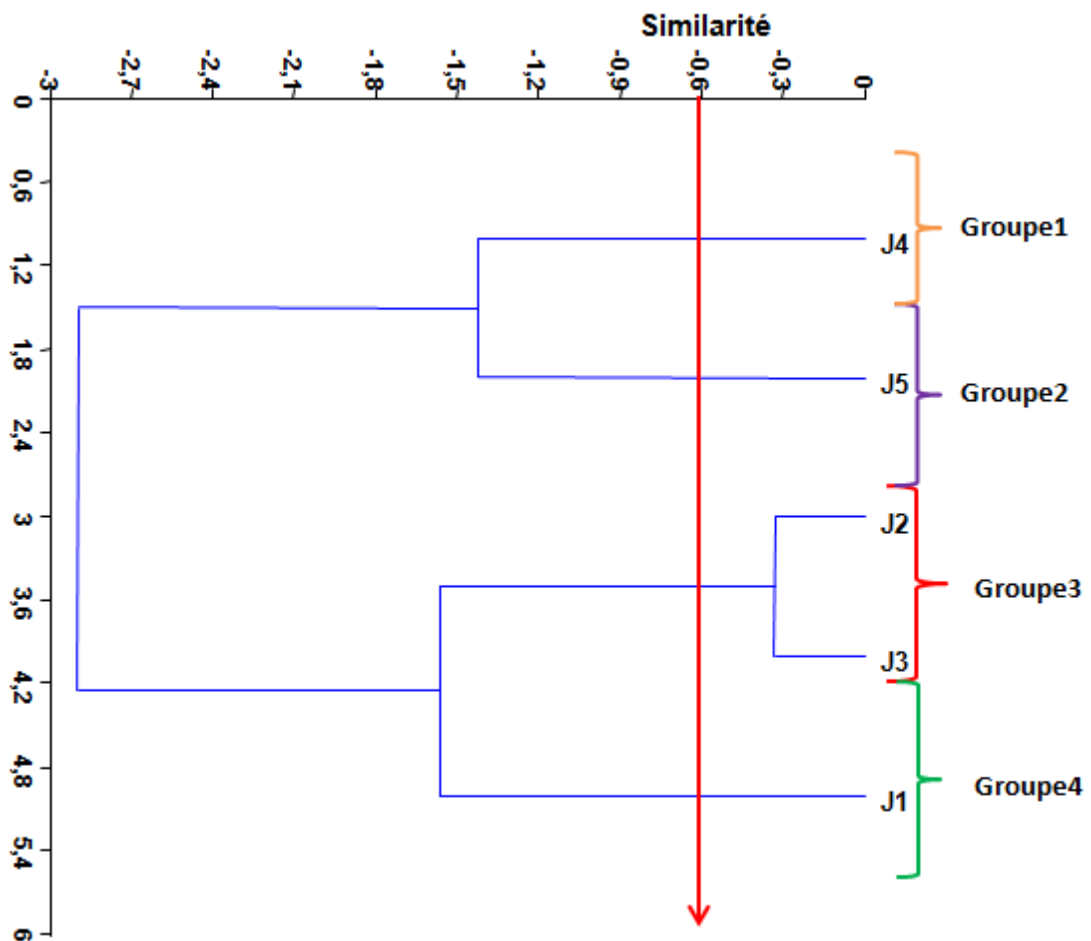 Similarité
-3
-2,7
-2,4
-2,1
-1,8
-1,5
-1,2
-0,9
-0,6
-0,3
0
0
0,6
1,2
1,8
2,4
3
3,6
4,2
4,8
5,4
6
J4
Groupe1
J5
Groupe2
J2
Groupe3
J3
J1
Groupe4